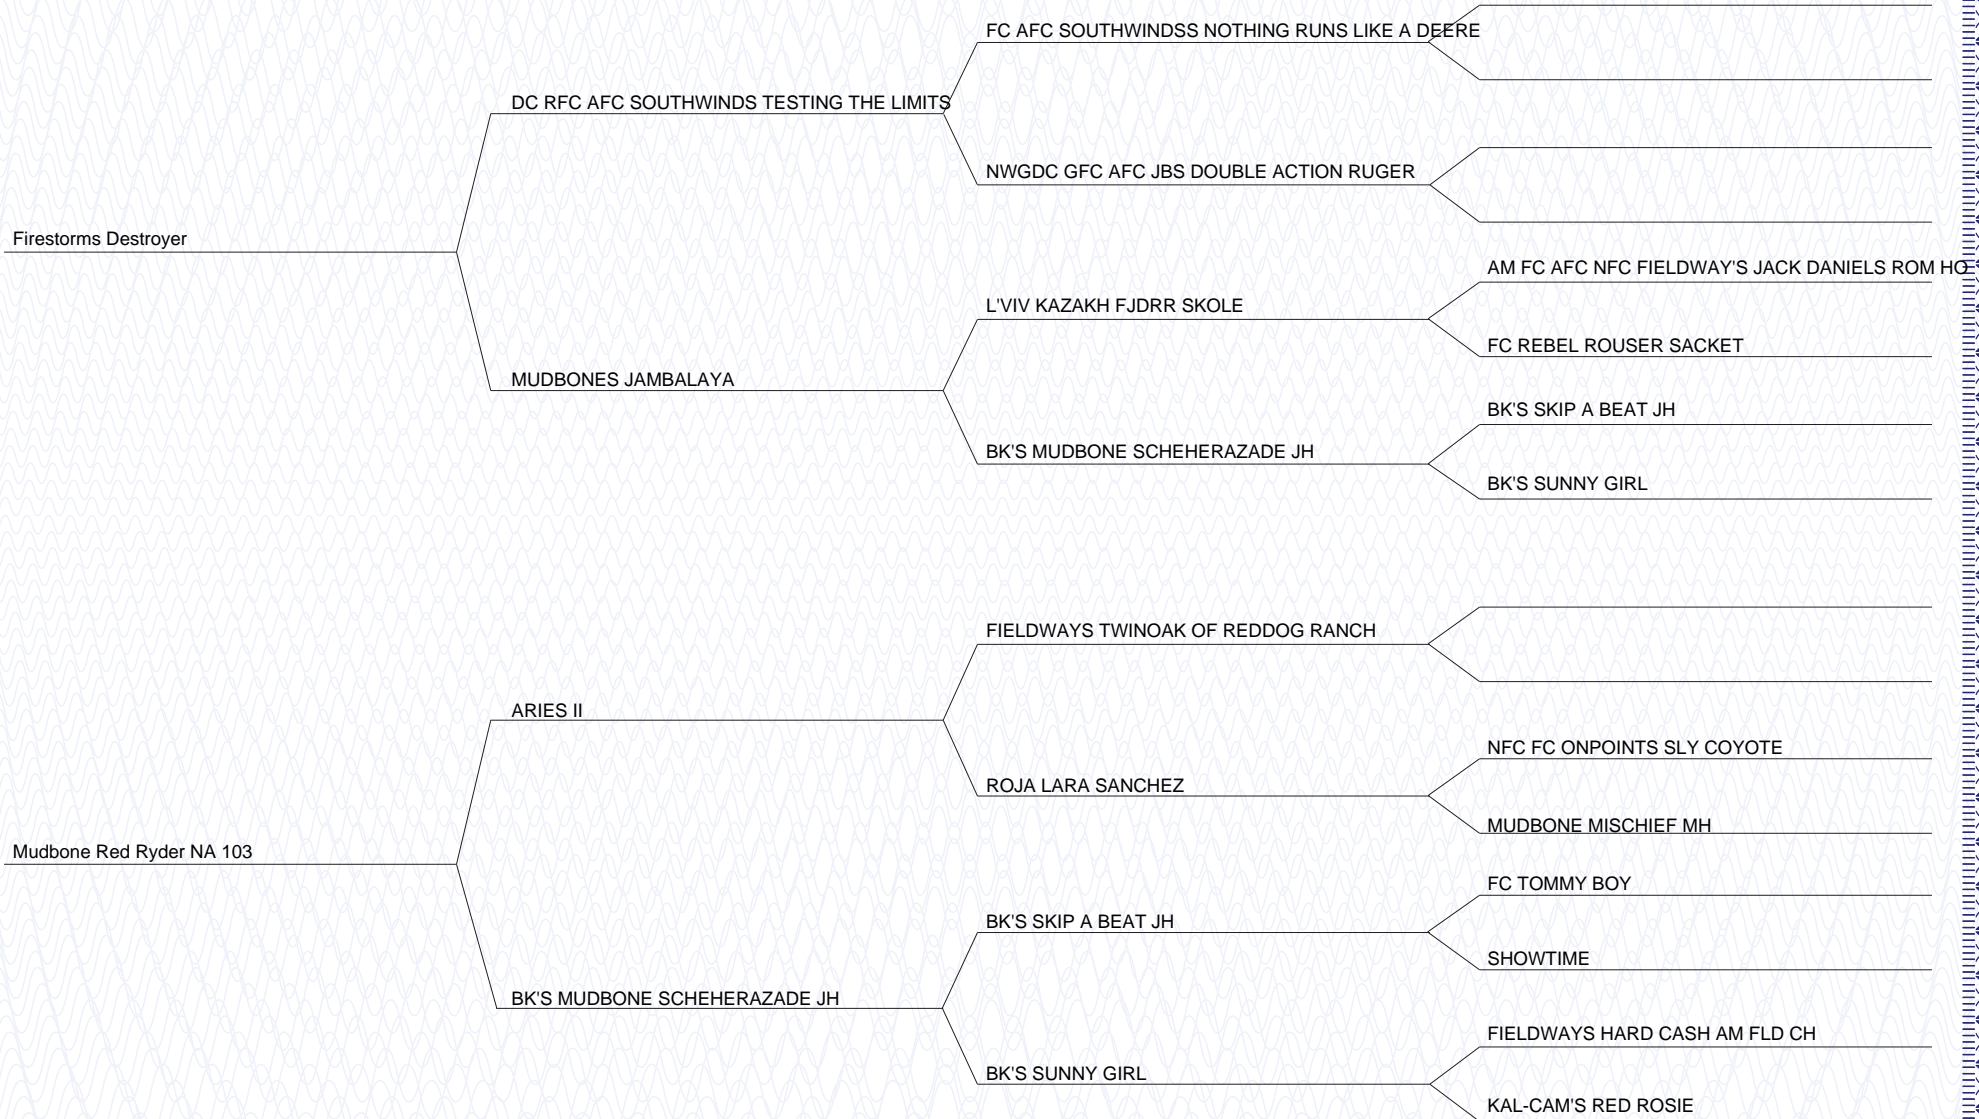 FC AFC SOUTHWINDSS NOTHING RUNS LIKE A DEERE
DC RFC AFC SOUTHWINDS TESTING THE LIMITS
NWGDC GFC AFC JBS DOUBLE ACTION RUGER
Firestorms Destroyer
AM FC AFC NFC FIELDWAY'S JACK DANIELS ROM HO
L'VIV KAZAKH FJDRR SKOLE
FC REBEL ROUSER SACKET
MUDBONES JAMBALAYA
BK'S SKIP A BEAT JH
BK'S MUDBONE SCHEHERAZADE JH
BK'S SUNNY GIRL
FIELDWAYS TWINOAK OF REDDOG RANCH
ARIES II
NFC FC ONPOINTS SLY COYOTE
ROJA LARA SANCHEZ
MUDBONE MISCHIEF MH
Mudbone Red Ryder NA 103
FC TOMMY BOY
BK'S SKIP A BEAT JH
SHOWTIME
BK'S MUDBONE SCHEHERAZADE JH
FIELDWAYS HARD CASH AM FLD CH
BK'S SUNNY GIRL
KAL-CAM'S RED ROSIE